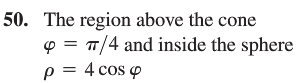 50. The region above the cone
φ = π/4 and inside the sphere
ρ = 4 cos φ